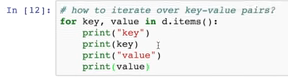 In [12]: # how to iterate over key-value pairs?
for key, value in d.items():
    print("key")
    print(key)
    print("value")
    print(value)